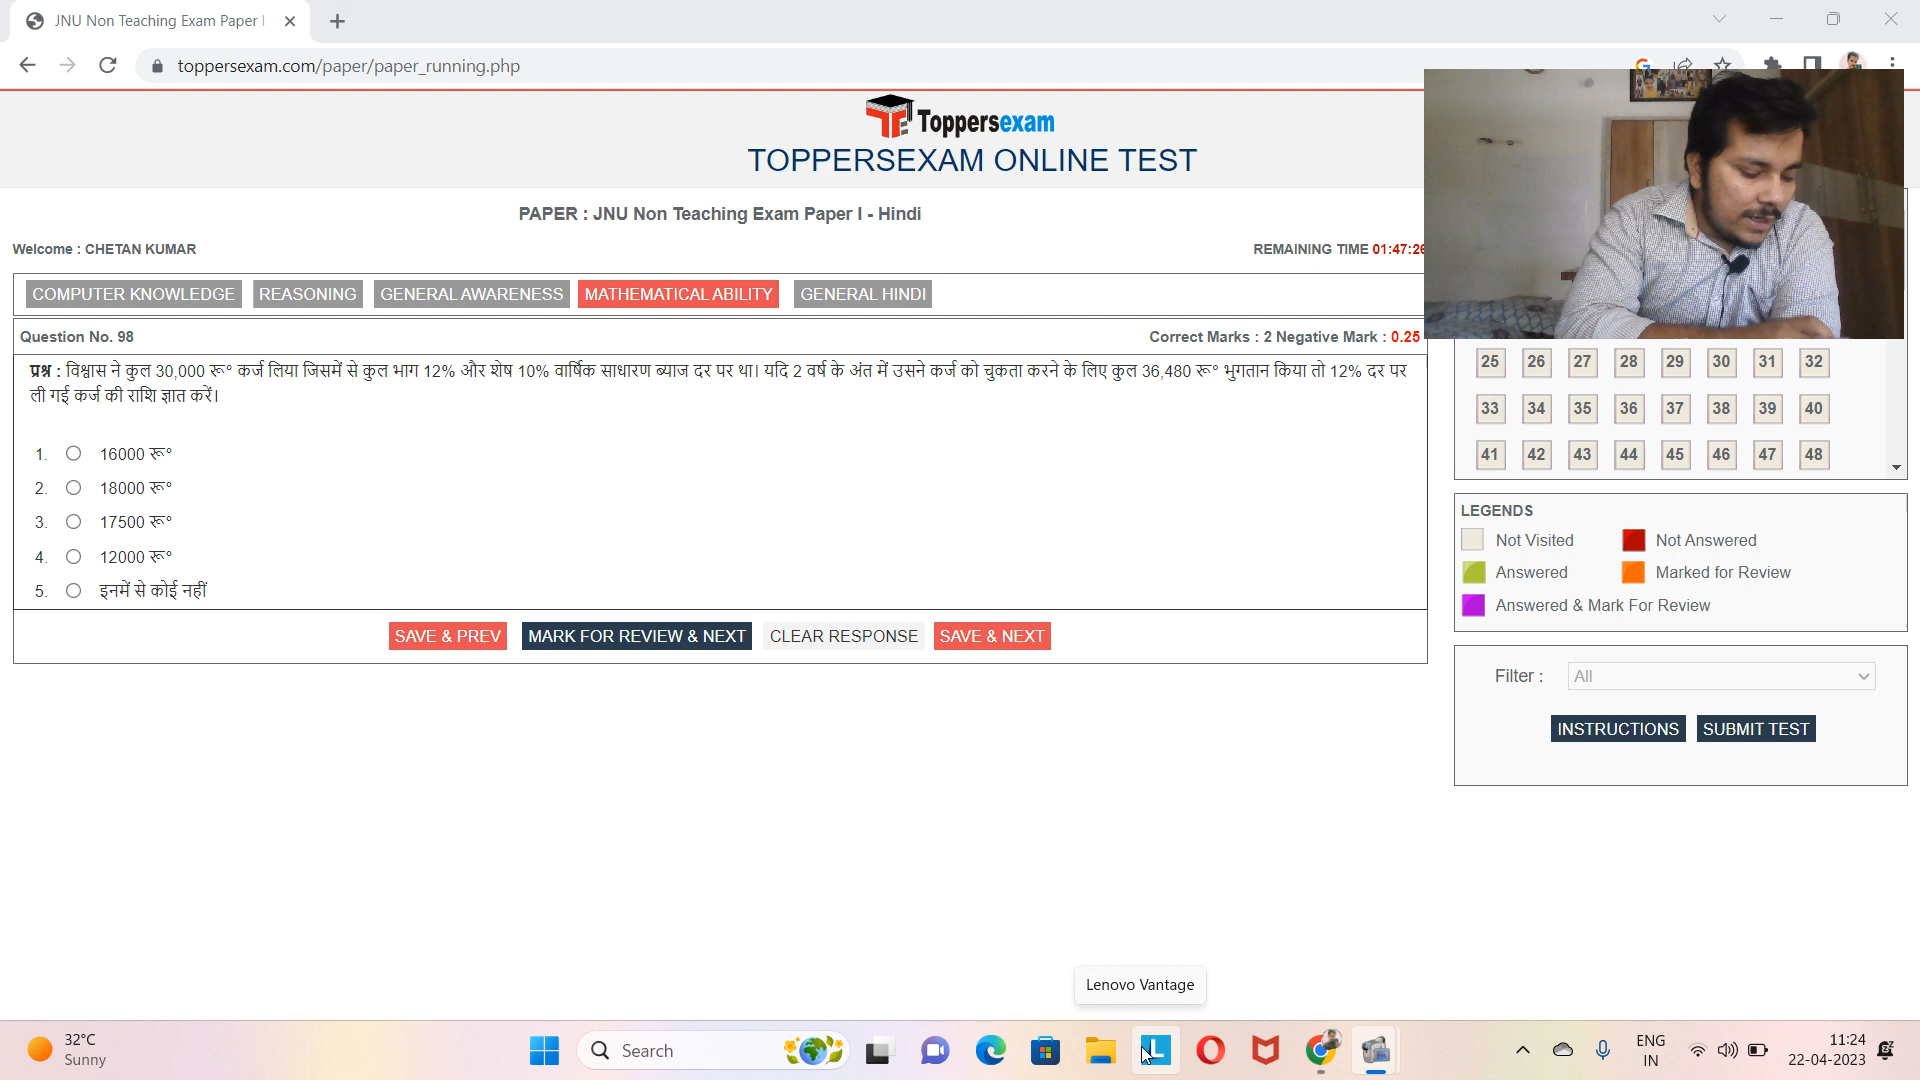 JNU Non Teaching Exam Paper I
toppersexam.com/paper/paper_running.php
Toppersexam
TOPPERSEXAM ONLINE TEST
PAPER : JNU Non Teaching Exam Paper I - Hindi
Welcome : CHETAN KUMAR
REMAINING TIME 01:47:26
COMPUTER KNOWLEDGE REASONING GENERAL AWARENESS MATHEMATICAL ABILITY GENERAL HINDI
Question No. 98
Correct Marks : 2 Negative Mark : 0.25
प्रश्न : विश्वास ने कुल 30,000 रू° कर्ज लिया जिसमें से कुल भाग 12% और शेष 10% वार्षिक साधारण ब्याज दर पर था। यदि 2 वर्ष के अंत में उसने कर्ज को चुकता करने के लिए कुल 36,480 रू° भुगतान किया तो 12% दर पर
ली गई कर्ज की राशि ज्ञात करें।
1. 16000 रू°
2. 18000 रू°
3. 17500 रू°
4. 12000 रू°
5. इनमें से कोई नहीं
SAVE & PREV MARK FOR REVIEW & NEXT CLEAR RESPONSE SAVE & NEXT
25 26 27 28 29 30 31 32
33 34 35 36 37 38 39 40
41 42 43 44 45 46 47 48
LEGENDS
Not Visited Not Answered
Answered Marked for Review
Answered & Mark For Review
Filter : All
INSTRUCTIONS SUBMIT TEST
Lenovo Vantage
32°C
Sunny
Search
ENG
IN
11:24
22-04-2023